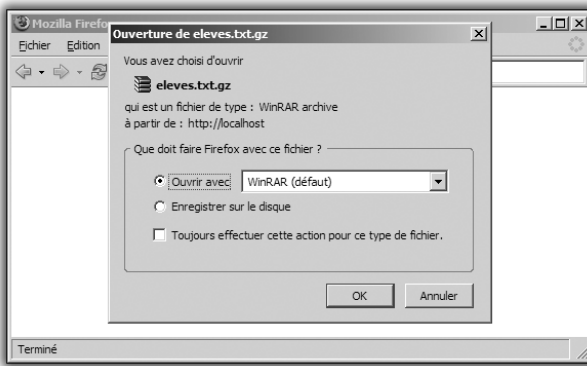 Mozilla Firefo
Ouverture de eleves.txt.gz
Fichier Edition
Vous avez choisi d'ouvrir
eleves.txt.gz
qui est un fichier de type : WinRAR archive
à partir de : http://localhost
Que doit faire Firefox avec ce fichier ?
Ouvrir avec WinRAR (défaut)
Enregistrer sur le disque
Toujours effectuer cette action pour ce type de fichier.
OK Annuler
Terminé